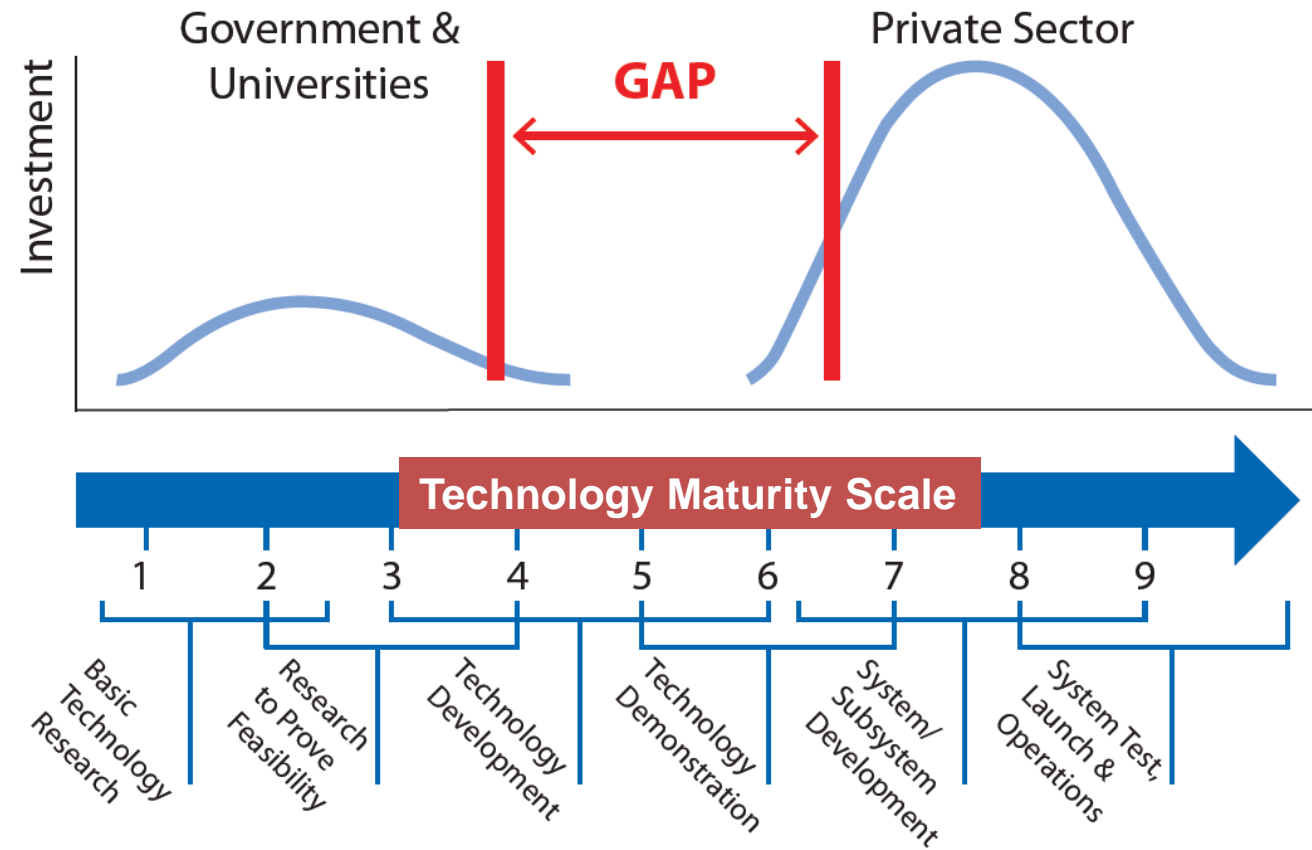 Government &
Universities
GAP
Private Sector
Investment
Technology Maturity Scale
1 2 3 4 5 6 7 8 9
Basic
Technology
Research
Research
to Prove
Feasibility
Technology
Development
Technology
Demonstration
System/
Subsystem
Development
System Test,
Launch &
Operations